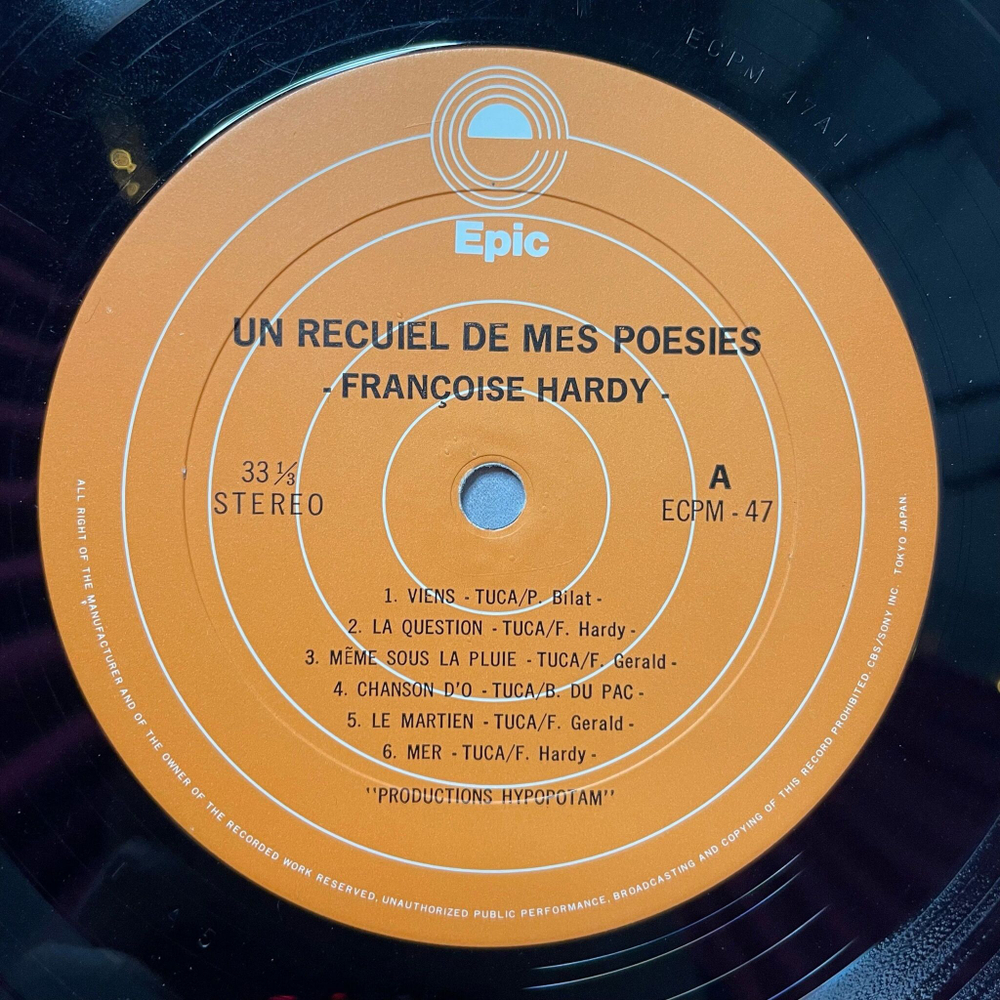 ECPM 47A1
Epic
UN RECUIEL DE MES POESIES
- FRANÇOISE HARDY -
33 ⅓
STEREO
A
ECPM - 47
1. VIENS - TUCA/P. Bilat -
2. LA QUESTION - TUCA/F. Hardy -
3. MẼME SOUS LA PLUIE - TUCA/F. Gerald -
4. CHANSON D'O - TUCA/B. DU PAC -
5. LE MARTIEN - TUCA/F. Gerald -
6. MER - TUCA/F. Hardy -
''PRODUCTIONS HYPOPOTAM''
ALL RIGHT OF THE MANUFACTURER AND OF THE OWNER OF THE RECORDED WORK RESERVED, UNAUTHORIZED PUBLIC PERFORMANCE, BROADCASTING AND COPYING OF THIS RECORD PROHIBITED. CBS/SONY INC. TOKYO JAPAN.